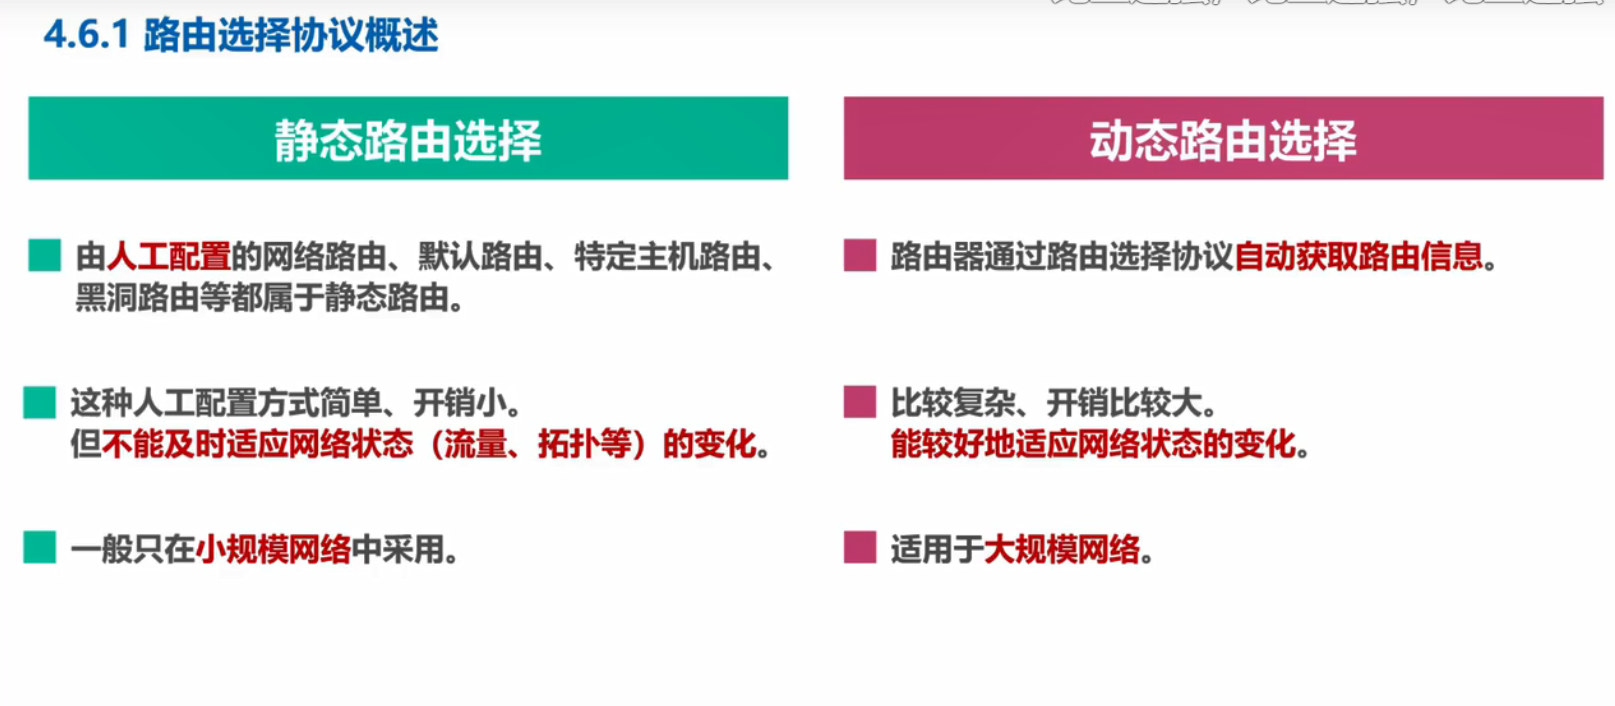 4.6.1 路由选择协议概述
静态路由选择
由人工配置的网络路由、默认路由、特定主机路由、
黑洞路由等都属于静态路由。
这种人工配置方式简单、开销小。
但不能及时适应网络状态（流量、拓扑等）的变化。
一般只在小规模网络中采用。
动态路由选择
路由器通过路由选择协议自动获取路由信息。
比较复杂、开销比较大。
能较好地适应网络状态的变化。
适用于大规模网络。